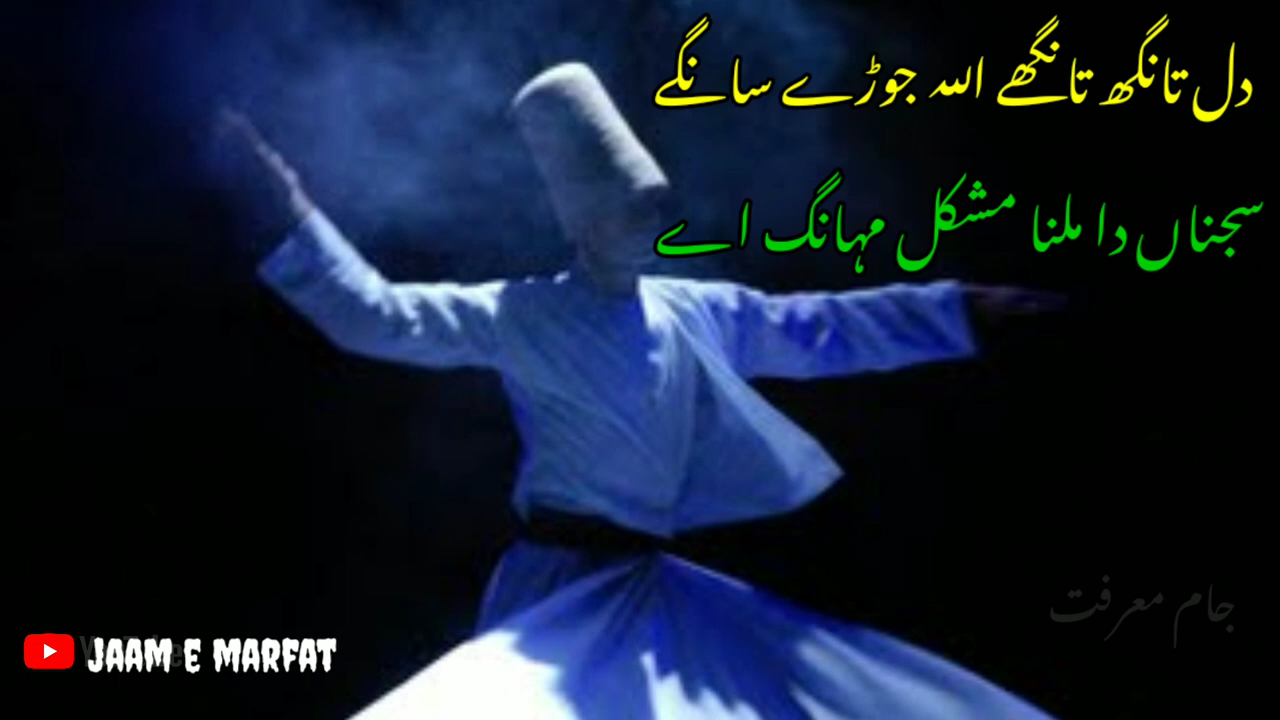 دل تانگھ تانگھے اللہ جوڑے سانگے
سجناں دا ملنا مشکل مہانگ اے
جام معرفت
JAAM E MARFAT